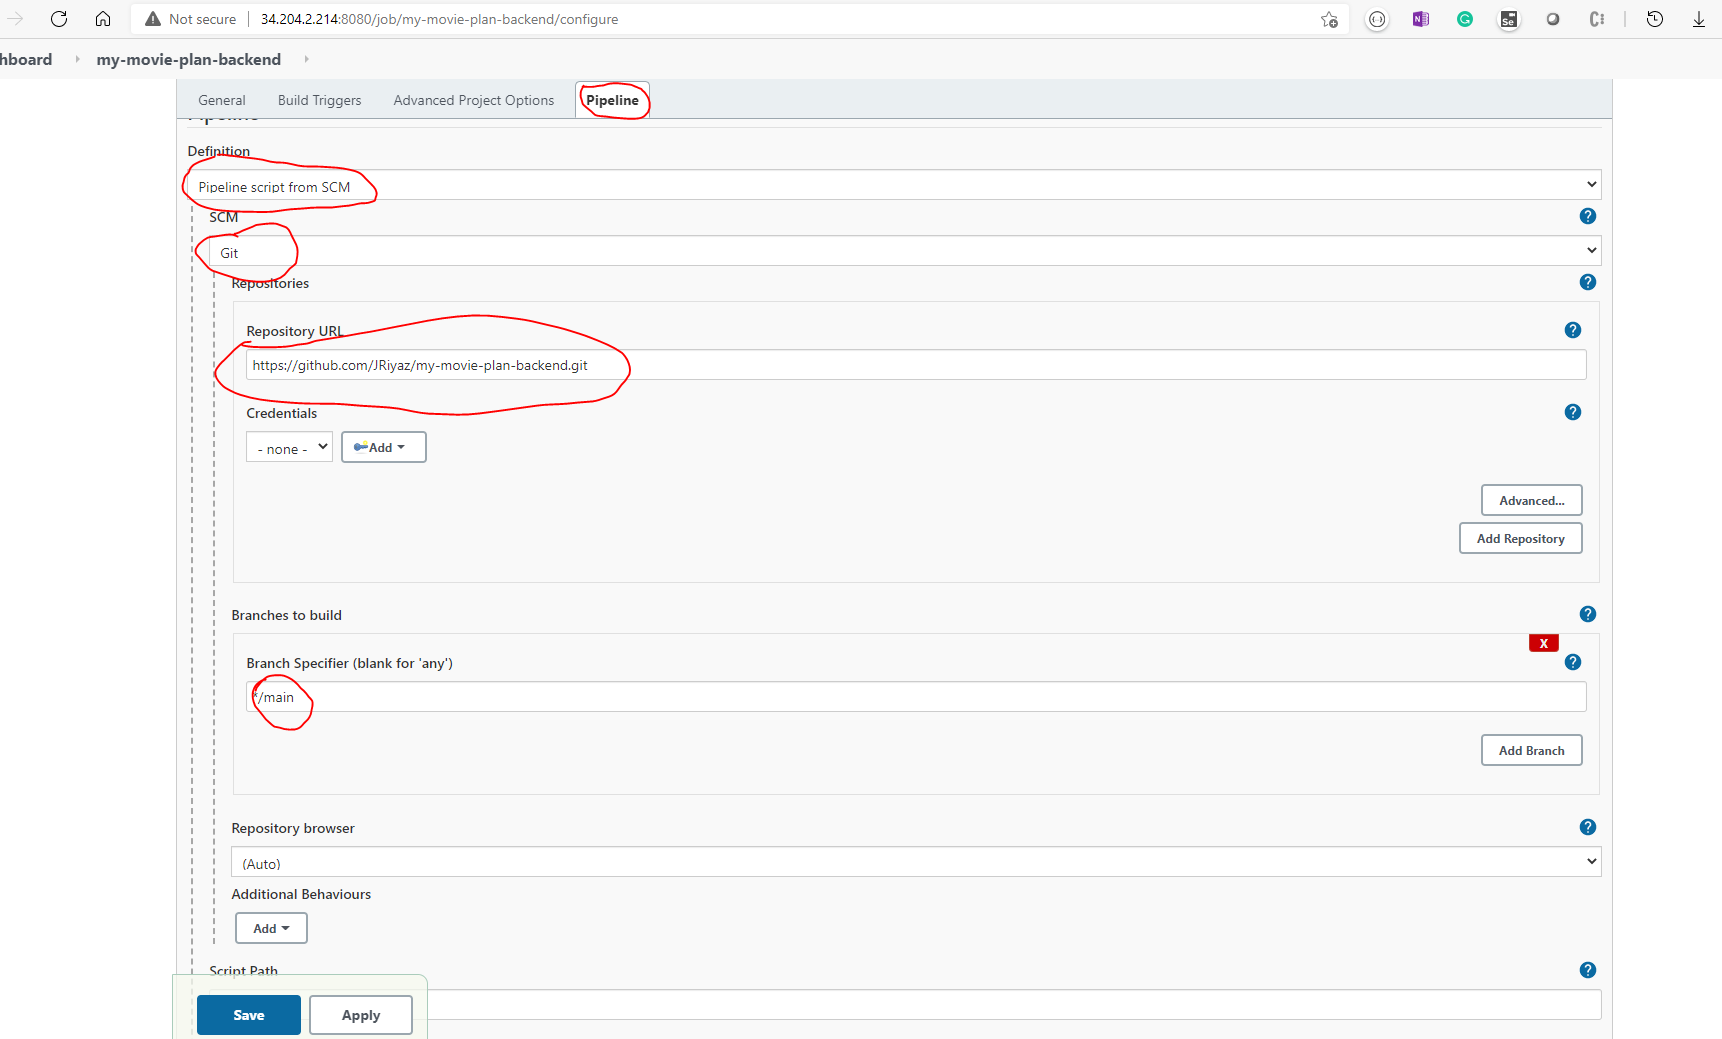 Not secure | 34.204.2.214:8080/job/my-movie-plan-backend/configure
hboard my-movie-plan-backend
General Build Triggers Advanced Project Options Pipeline
Pipeline
Definition
Pipeline script from SCM
SCM
Git
Repositories
Repository URL
https://github.com/JRiyaz/my-movie-plan-backend.git
Credentials
- none - Add
Advanced...
Add Repository
Branches to build
X
Branch Specifier (blank for 'any')
*/main
Add Branch
Repository browser
(Auto)
Additional Behaviours
Add
Script Path
Save Apply